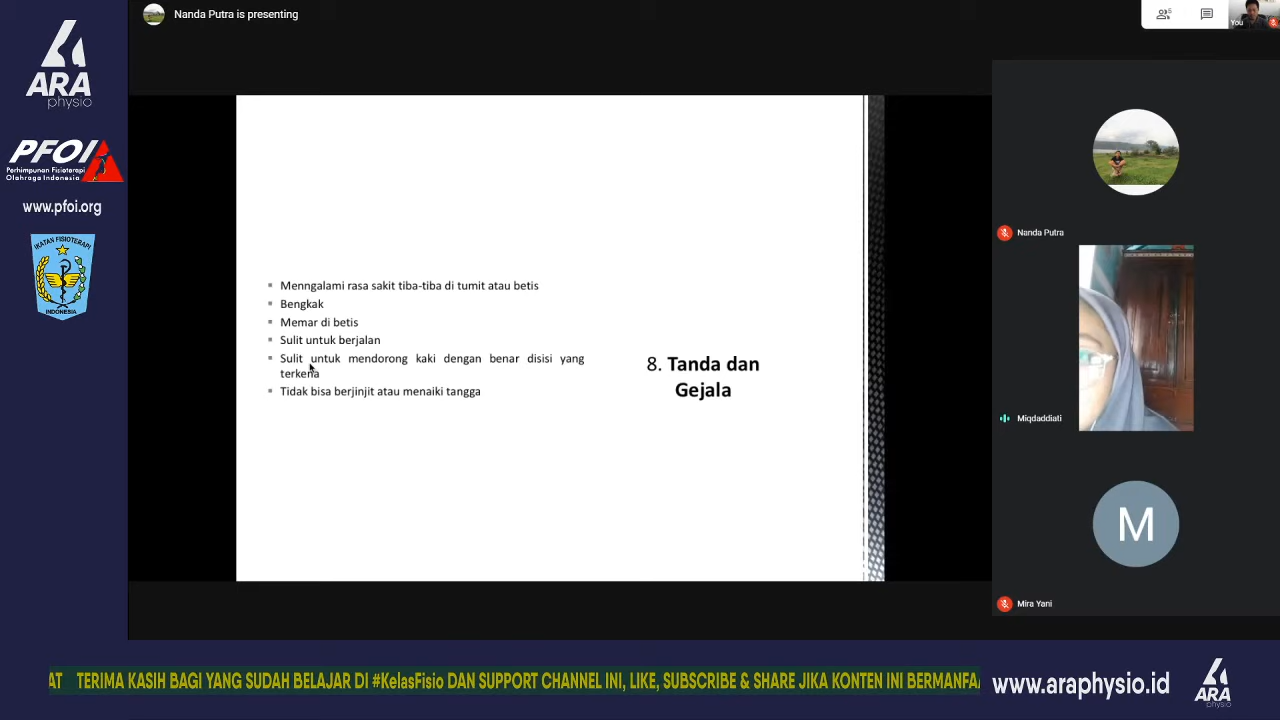 Nanda Putra is presenting
6
You
ARA
physio
PFOI
Perhimpunan Fisioterapi
Olahraga Indonesia
www.pfoi.org
IKATAN FISIOTERAPI
INDONESIA
Menngalami rasa sakit tiba-tiba di tumit atau betis
Bengkak
Memar di betis
Sulit untuk berjalan
Sulit untuk mendorong kaki dengan benar disisi yang
terkena
Tidak bisa berjinjit atau menaiki tangga
8. Tanda dan
Gejala
Nanda Putra
Miqdaddiati
M
Mira Yani
AT TERIMA KASIH BAGI YANG SUDAH BELAJAR DI #KelasFisio DAN SUPPORT CHANNEL INI, LIKE, SUBSCRIBE & SHARE JIKA KONTEN INI BERMANFA
www.araphysio.id
ARA
physio